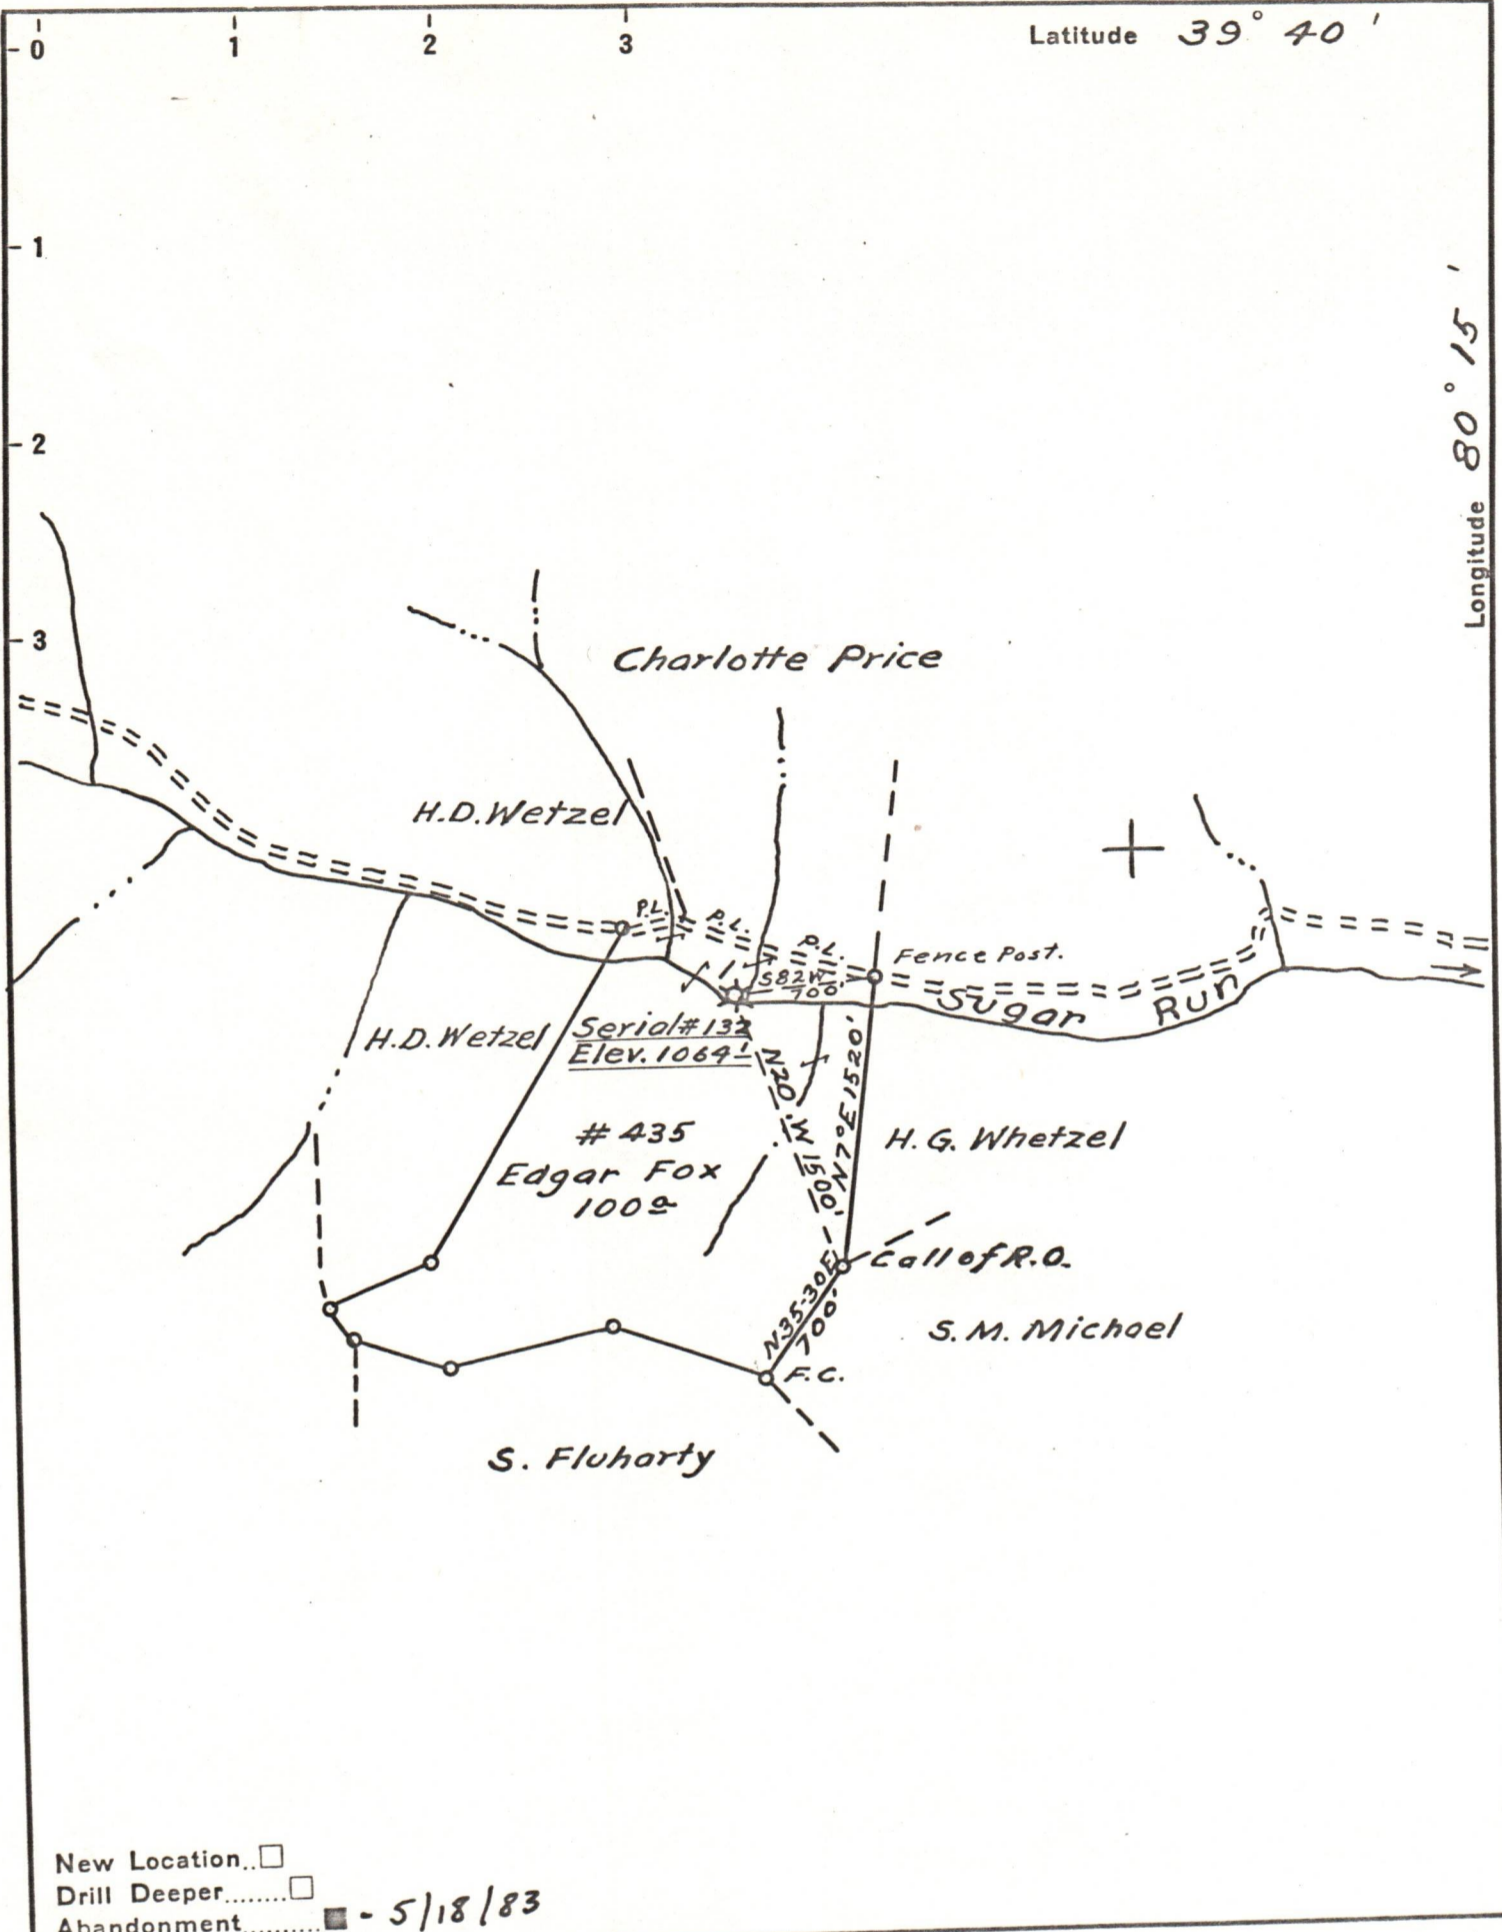 - 0 1 2 3 Latitude 39° 40'
- 1
Longitude 80° 15'
- 2
- 3
Charlotte Price
H.D. Wetzel
P.L. P.L. P.L.
Fence Post.
S82W
700'
Sugar Run
H.D. Wetzel
Serial # 132
Elev. 1064'
N20°W 1500'
N7°E 1520'
# 435
Edgar Fox
100a
H.G. Whetzel
Call of R.O.
N35-30E
700'
S.M. Michael
F.C.
S. Fluharty
New Location..
Drill Deeper........
Abandonment.......... - 5/18/83